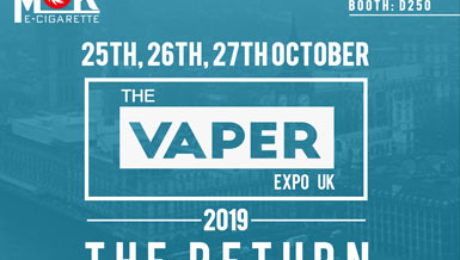 E-CIGARETTE
BOOTH: D250
25TH, 26TH, 27TH OCTOBER
THE
VAPER
EXPO UK
2019
THE RETURN